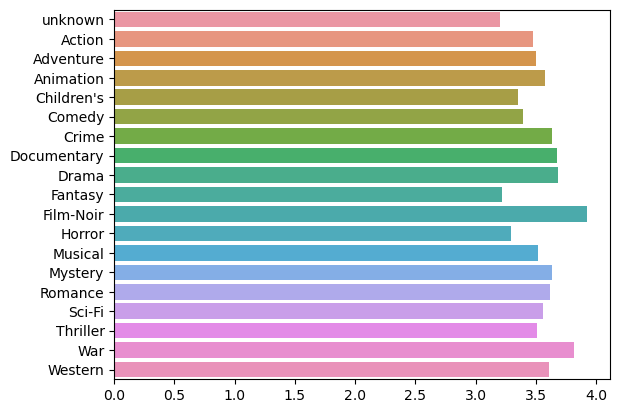 unknown
Action
Adventure
Animation
Children's
Comedy
Crime
Documentary
Drama
Fantasy
Film-Noir
Horror
Musical
Mystery
Romance
Sci-Fi
Thriller
War
Western
0.0 0.5 1.0 1.5 2.0 2.5 3.0 3.5 4.0